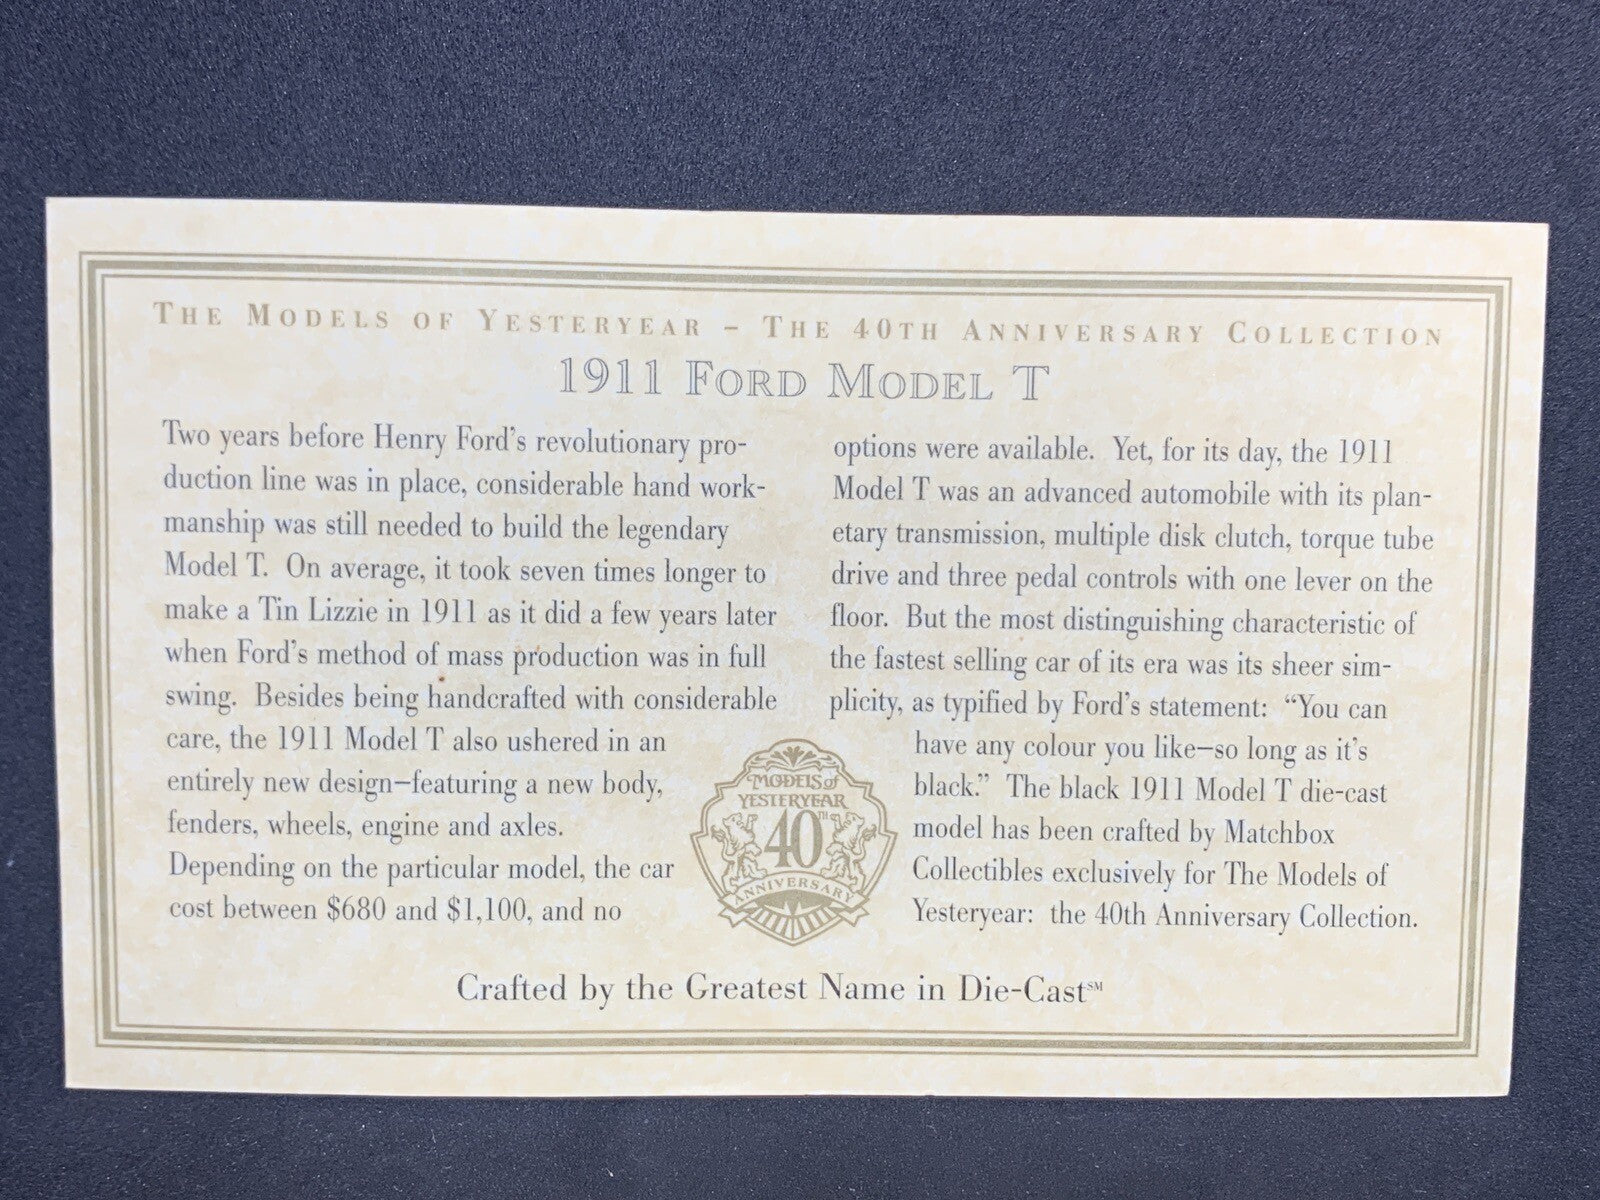 The Models of Yesteryear – The 40th Anniversary Collection
1911 Ford Model T
Two years before Henry Ford's revolutionary pro-
duction line was in place, considerable hand work-
manship was still needed to build the legendary
Model T.  On average, it took seven times longer to
make a Tin Lizzie in 1911 as it did a few years later
when Ford's method of mass production was in full
swing.  Besides being handcrafted with considerable
care, the 1911 Model T also ushered in an
entirely new design—featuring a new body,
fenders, wheels, engine and axles.
Depending on the particular model, the car
cost between $680 and $1,100, and no
options were available.  Yet, for its day, the 1911
Model T was an advanced automobile with its plan-
etary transmission, multiple disk clutch, torque tube
drive and three pedal controls with one lever on the
floor.  But the most distinguishing characteristic of
the fastest selling car of its era was its sheer sim-
plicity, as typified by Ford's statement:  “You can
have any colour you like—so long as it's
black.”  The black 1911 Model T die-cast
model has been crafted by Matchbox
Collectibles exclusively for The Models of
Yesteryear:  the 40th Anniversary Collection.
MODELS of
YESTERYEAR
40TH
ANNIVERSARY
Crafted by the Greatest Name in Die-Cast℠